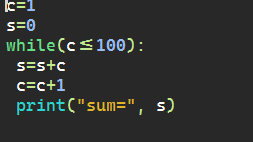 c=1
s=0
while(c≤100):
 s=s+c
 c=c+1
 print("sum=", s)